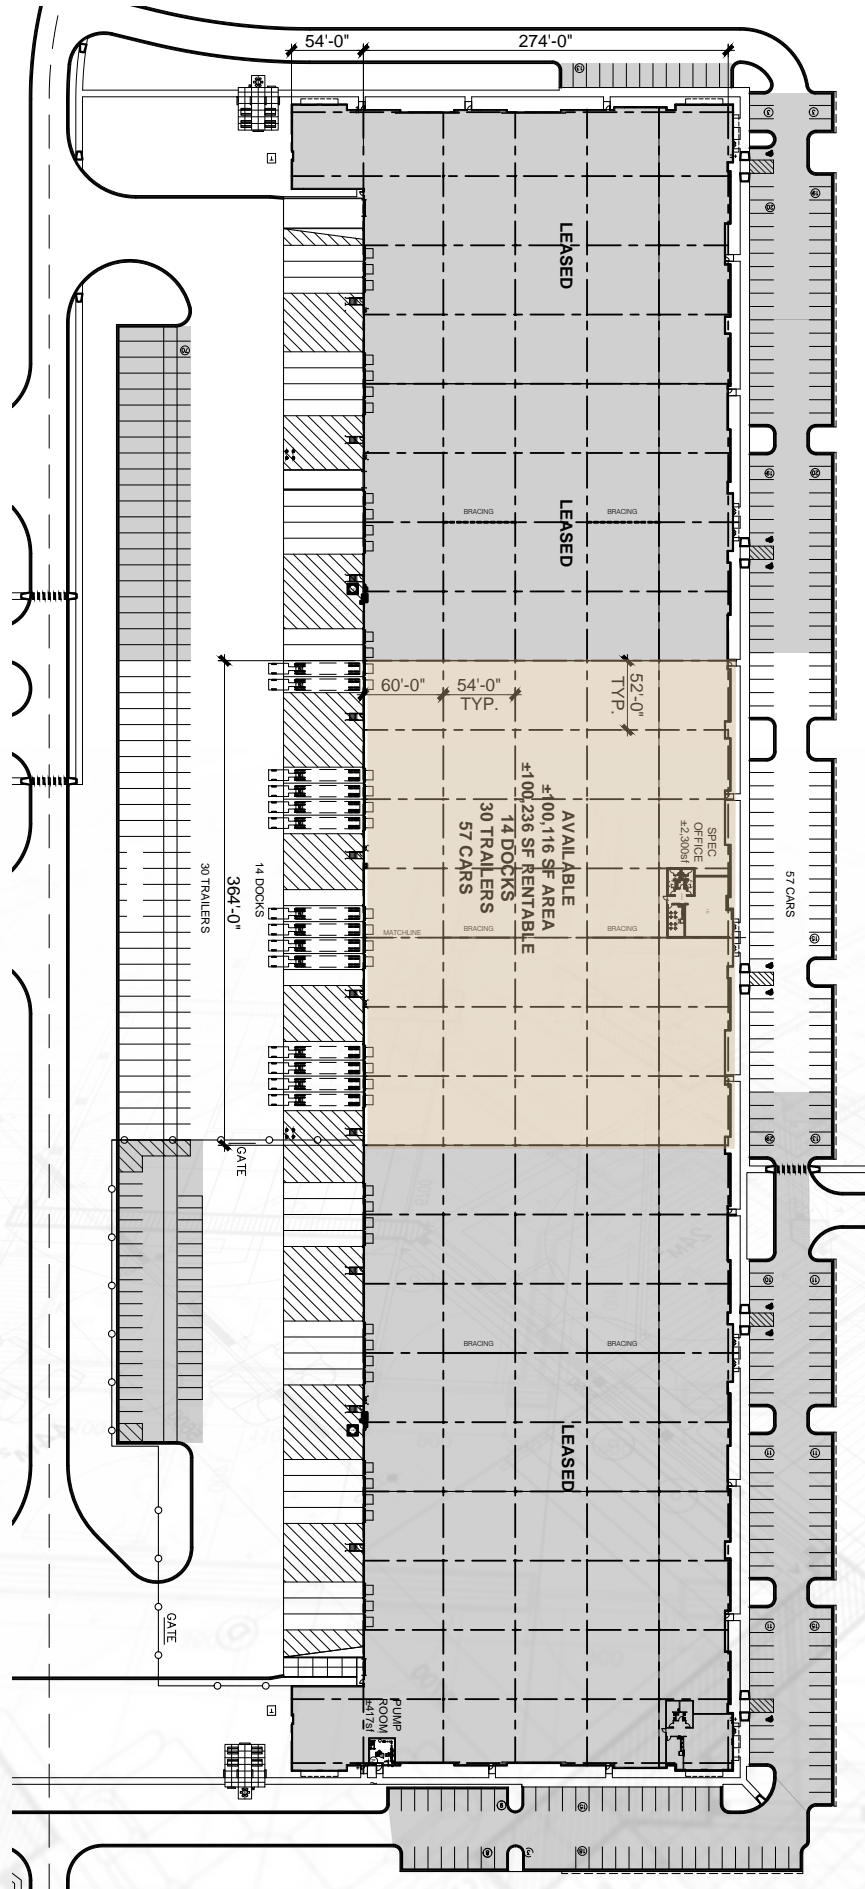 54'-0"
274'-0"
LEASED
BRACING
LEASED
BRACING
60'-0"
54'-0"
TYP.
52'-0"
TYP.
AVAILABLE
±100,116 SF AREA
±100,236 SF RENTABLE
14 DOCKS
30 TRAILERS
57 CARS
SPEC
OFFICE
±2,300sf
57 CARS
30 TRAILERS
364'-0"
14 DOCKS
MATCHLINE
BRACING
BRACING
GATE
BRACING
BRACING
LEASED
GATE
PUMP
ROOM
±417sf